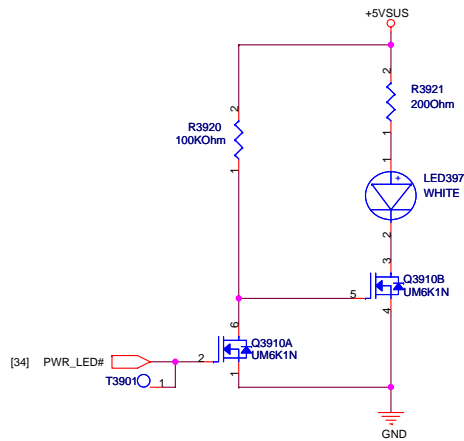 +5VSUS
2
R3921
200Ohm
1
2
R3920
100KOhm
1
1
+
LED397
WHITE
2
3
Q3910B
UM6K1N
5
4
6
Q3910A
UM6K1N
[34] PWR_LED#
2
T3901
1
1
GND